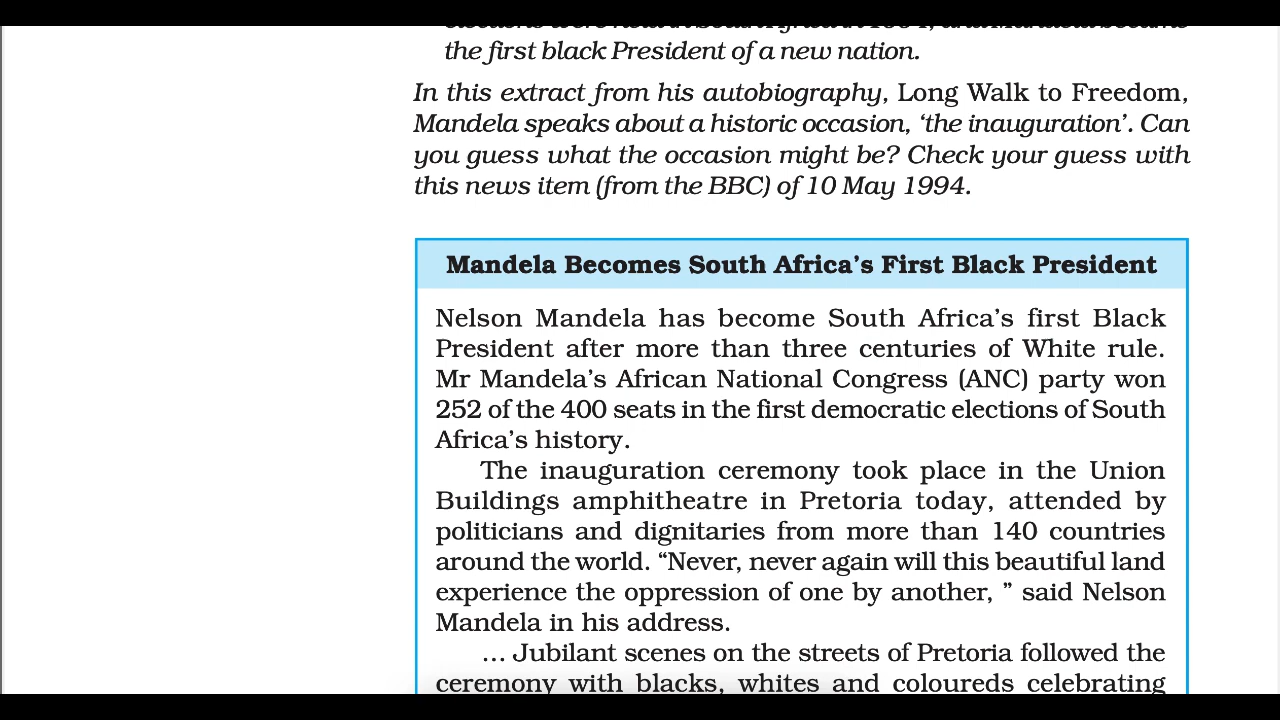 the first black President of a new nation.
In this extract from his autobiography, Long Walk to Freedom,
Mandela speaks about a historic occasion, ‘the inauguration’. Can
you guess what the occasion might be? Check your guess with
this news item (from the BBC) of 10 May 1994.
Mandela Becomes South Africa’s First Black President
Nelson Mandela has become South Africa’s first Black
President after more than three centuries of White rule.
Mr Mandela’s African National Congress (ANC) party won
252 of the 400 seats in the first democratic elections of South
Africa’s history.
The inauguration ceremony took place in the Union
Buildings amphitheatre in Pretoria today, attended by
politicians and dignitaries from more than 140 countries
around the world. “Never, never again will this beautiful land
experience the oppression of one by another, ” said Nelson
Mandela in his address.
... Jubilant scenes on the streets of Pretoria followed the
ceremony with blacks, whites and coloureds celebrating